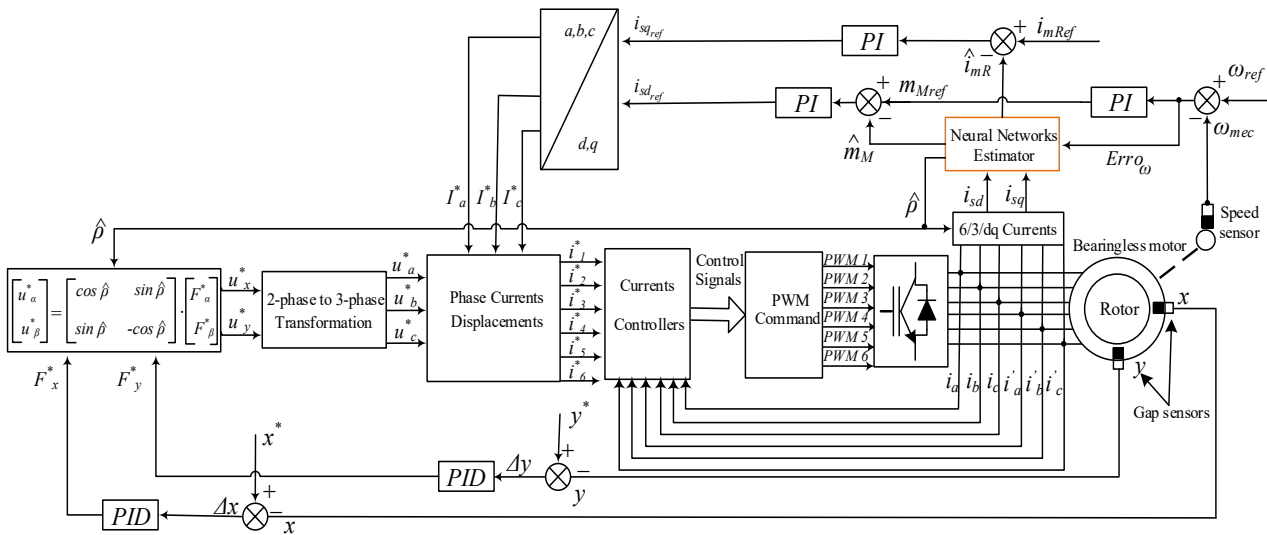 a,b,c
d,q
i_sq_ref
PI
+
i_mRef
−
î_mR
i_sd_ref
PI
+
−
m_Mref
PI
+
ω_ref
−
ω_mec
m̂_M
Neural Networks
Estimator
Erro_ω
i_sd
i_sq
ρ̂
ρ̂
6/3/dq Currents
Speed
sensor
Bearingless motor
Rotor
x
y
Gap sensors
I*_a
I*_b
I*_c
[u*_α u*_β] = [cos ρ̂ sin ρ̂ sin ρ̂ -cos ρ̂] · [F*_α F*_β]
u*_x
u*_y
2-phase to 3-phase
Transformation
u*_a
u*_b
u*_c
Phase Currents
Displacements
i*_1
i*_2
i*_3
i*_4
i*_5
i*_6
Currents
Controllers
Control
Signals
PWM
Command
PWM 1
PWM 2
PWM 3
PWM 4
PWM 5
PWM 6
i_a
i_b
i_c
i'_a
i'_b
i'_c
F*_x
F*_y
x*
y*
PID
Δy
+
−
y
PID
Δx
+
−
x